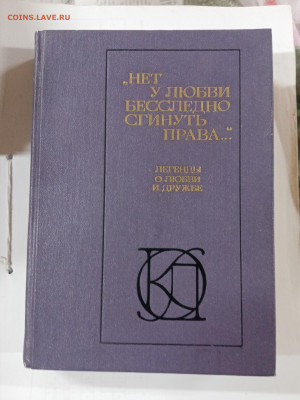 COINS.LAVE.RU
„НЕТ
У ЛЮБВИ
БЕССЛЕДНО
СГИНУТЬ
ПРАВА..."
ЛЕГЕНДЫ
О ЛЮБВИ
И ДРУЖБЕ